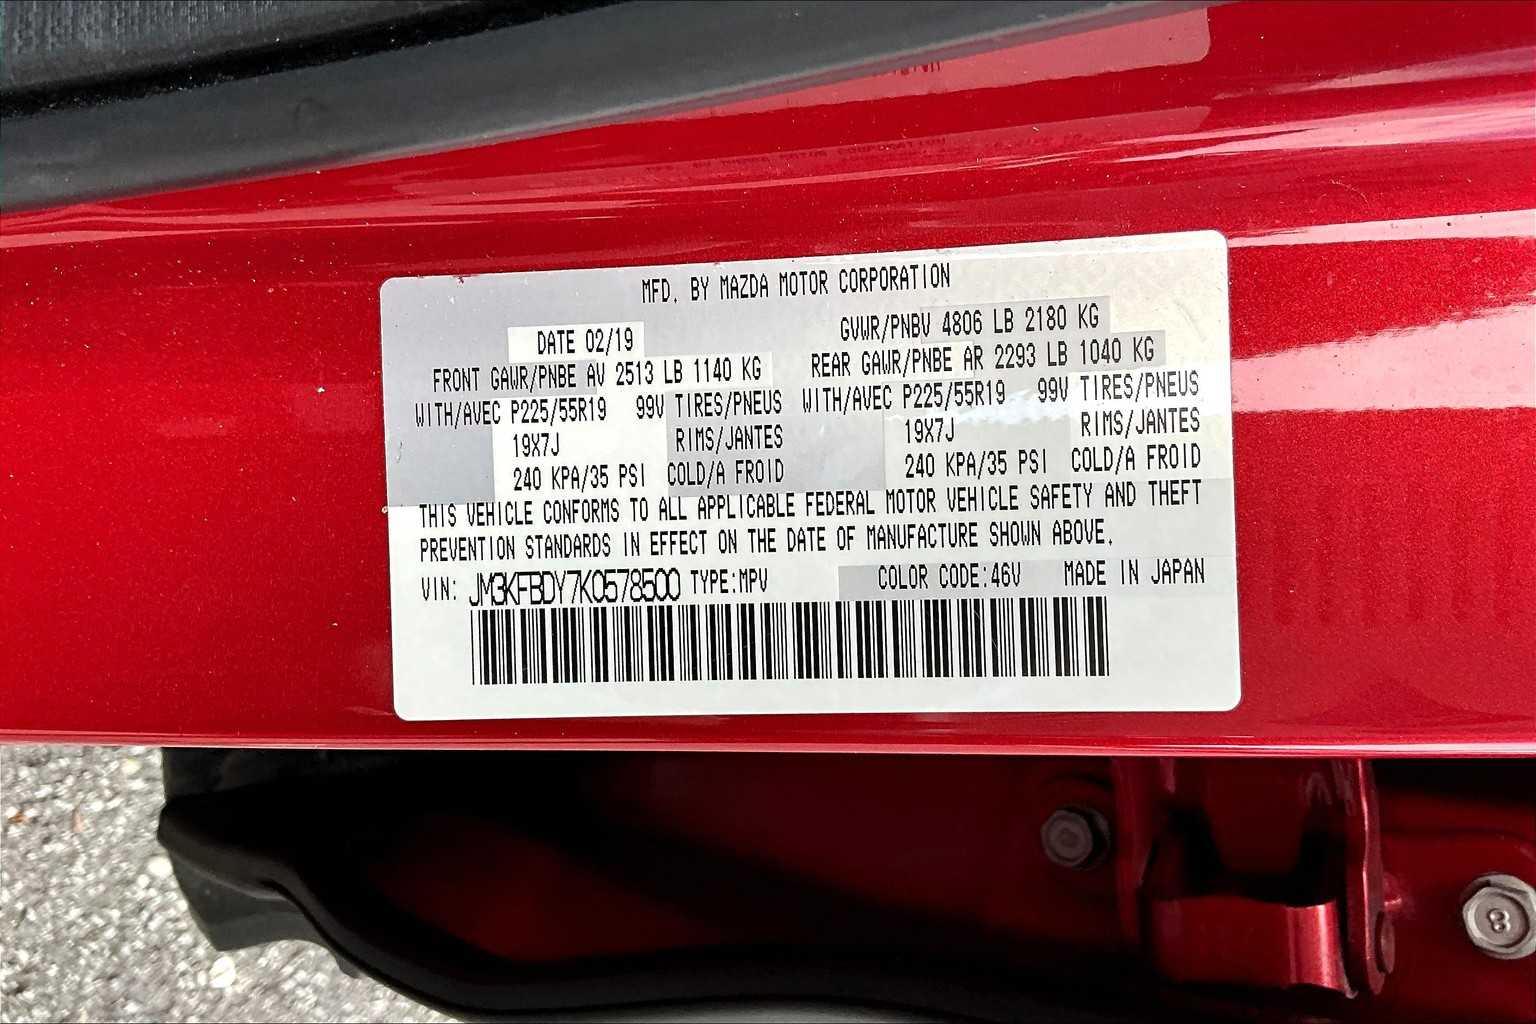 MFD. BY MAZDA MOTOR CORPORATION
DATE 02/19 GVWR/PNBV 4806 LB 2180 KG
FRONT GAWR/PNBE AV 2513 LB 1140 KG REAR GAWR/PNBE AR 2293 LB 1040 KG
WITH/AVEC P225/55R19 99V TIRES/PNEUS WITH/AVEC P225/55R19 99V TIRES/PNEUS
19X7J RIMS/JANTES 19X7J RIMS/JANTES
240 KPA/35 PSI COLD/A FROID 240 KPA/35 PSI COLD/A FROID
THIS VEHICLE CONFORMS TO ALL APPLICABLE FEDERAL MOTOR VEHICLE SAFETY AND THEFT
PREVENTION STANDARDS IN EFFECT ON THE DATE OF MANUFACTURE SHOWN ABOVE.
VIN: JM3KFBDY7K0578500 TYPE:MPV COLOR CODE:46V MADE IN JAPAN
8